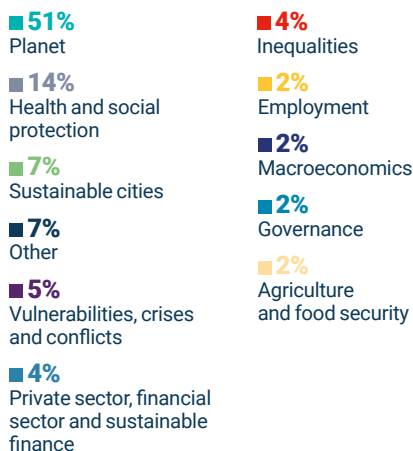 51%
Planet
14%
Health and social
protection
7%
Sustainable cities
7%
Other
5%
Vulnerabilities, crises
and conflicts
4%
Private sector, financial
sector and sustainable
finance
4%
Inequalities
2%
Employment
2%
Macroeconomics
2%
Governance
2%
Agriculture
and food security